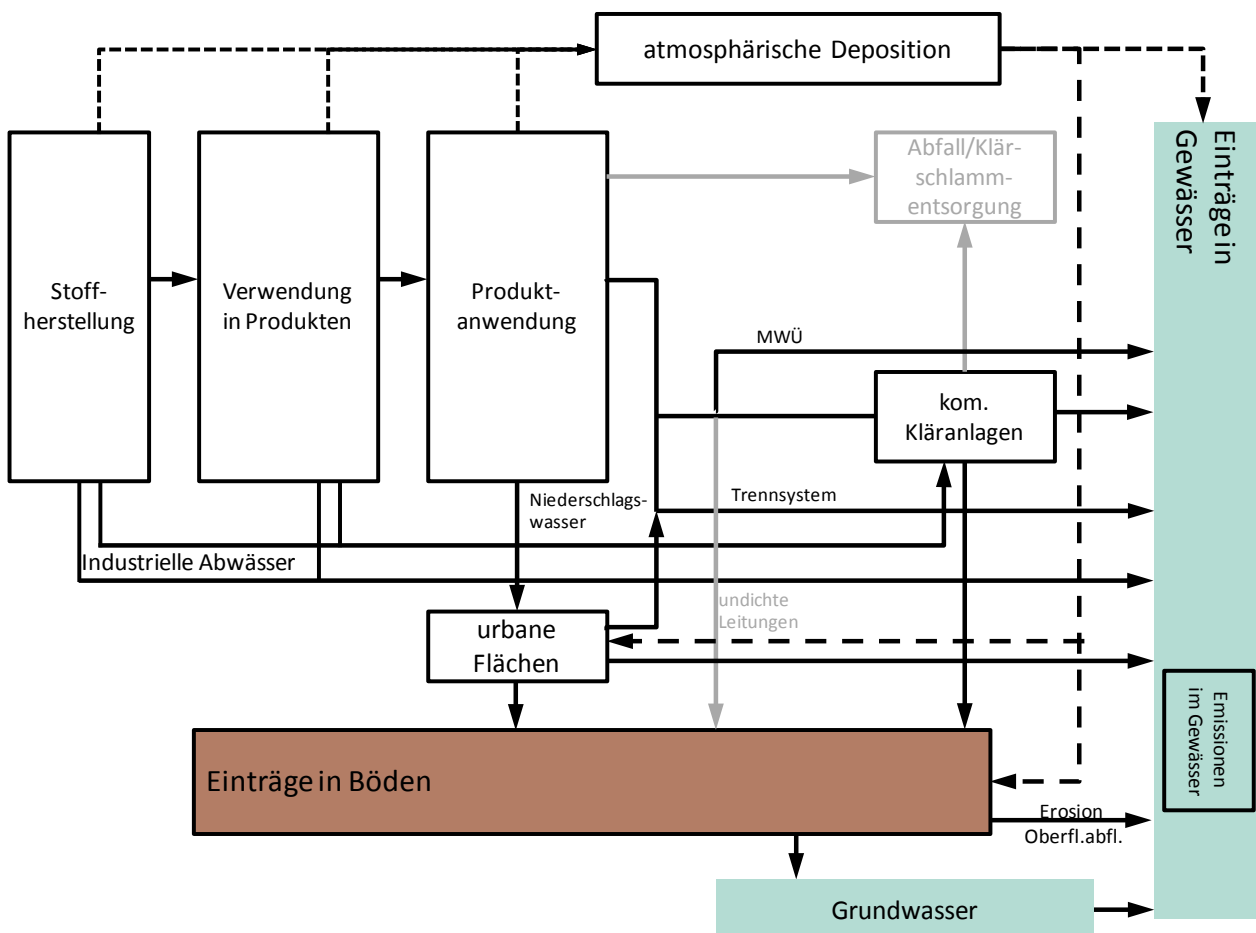 atmosphärische Deposition
Stoff-
herstellung
Verwendung
in Produkten
Produkt-
anwendung
Abfall/Klär-
schlamm-
entsorgung
Einträge in
Gewässer
MWÜ
kom.
Kläranlagen
Niederschlags-
wasser
Trennsystem
Industrielle Abwässer
undichte
Leitungen
urbane
Flächen
Emissionen
im Gewässer
Einträge in Böden
Erosion
Oberfl.abfl.
Grundwasser